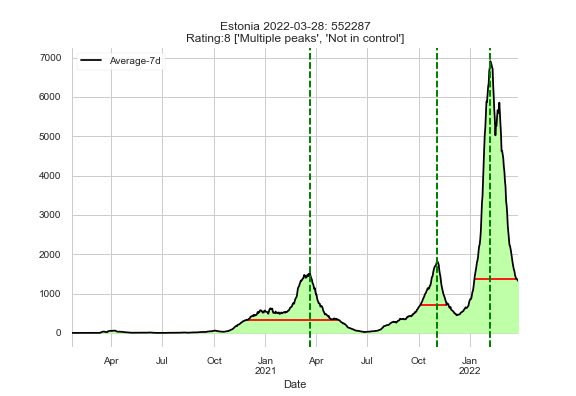 Estonia 2022-03-28: 552287
Rating:8 ['Multiple peaks', 'Not in control']
Average-7d
7000
6000
5000
4000
3000
2000
1000
0
Apr Jul Oct Jan Apr Jul Oct Jan
2021 2022
Date